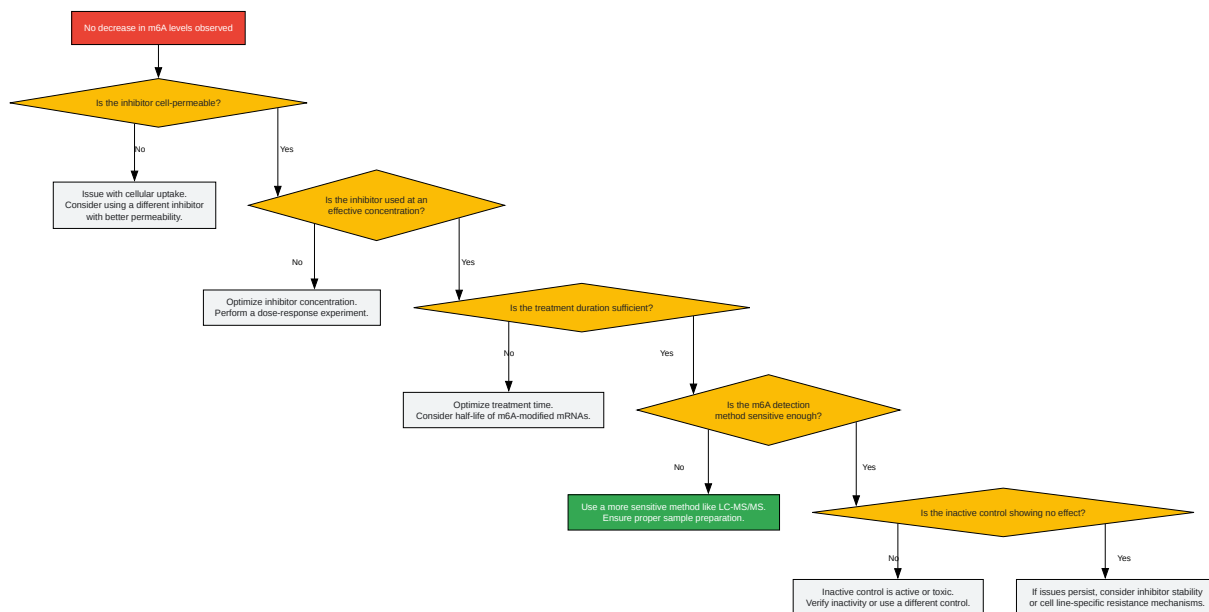 No decrease in m6A levels observed
Is the inhibitor cell-permeable?
No
Yes
Issue with cellular uptake.
Consider using a different inhibitor
with better permeability.
Is the inhibitor used at an
effective concentration?
No
Yes
Optimize inhibitor concentration.
Perform a dose-response experiment.
Is the treatment duration sufficient?
No
Yes
Optimize treatment time.
Consider half-life of m6A-modified mRNAs.
Is the m6A detection
method sensitive enough?
No
Yes
Use a more sensitive method like LC-MS/MS.
Ensure proper sample preparation.
Is the inactive control showing no effect?
No
Yes
Inactive control is active or toxic.
Verify inactivity or use a different control.
If issues persist, consider inhibitor stability
or cell line-specific resistance mechanisms.